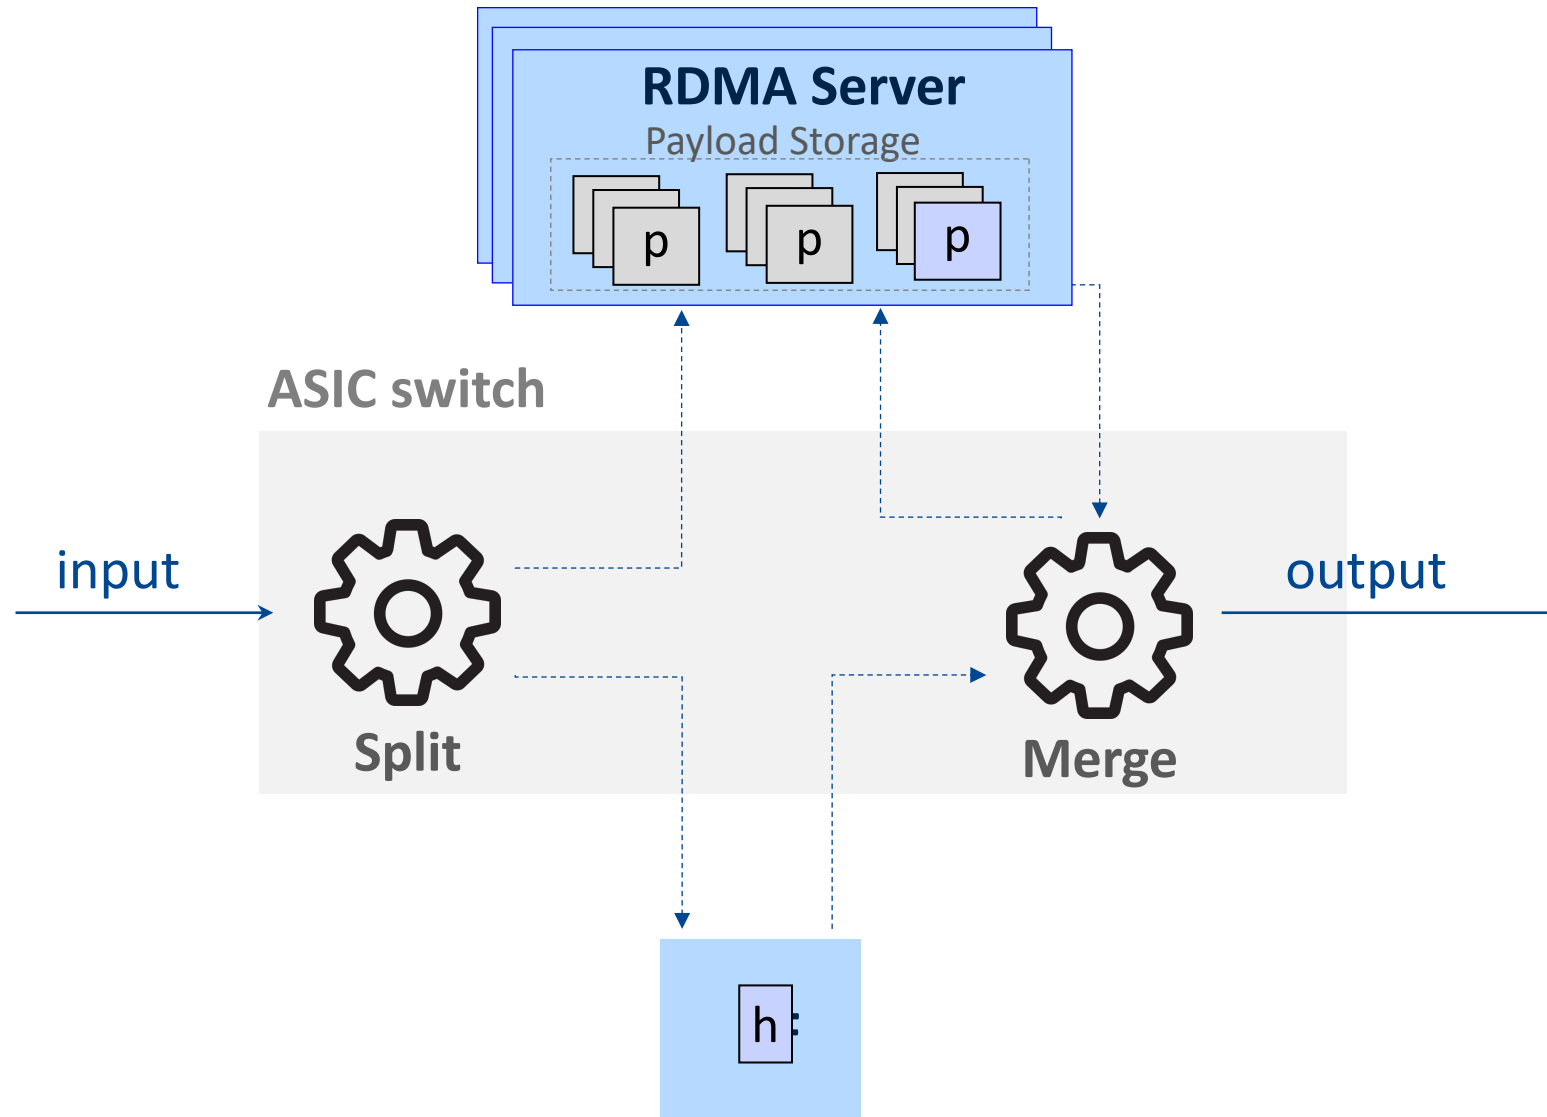 RDMA Server
Payload Storage
p
p
p
ASIC switch
input
output
Split
Merge
h